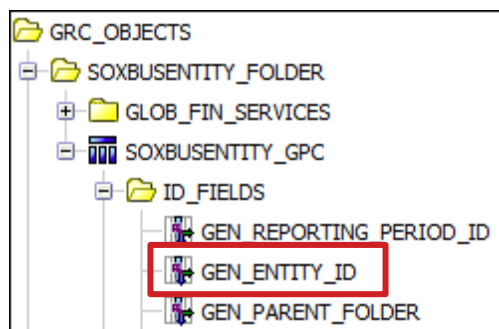 GRC_OBJECTS
SOXBUSENTITY_FOLDER
GLOB_FIN_SERVICES
SOXBUSENTITY_GPC
ID_FIELDS
GEN_REPORTING_PERIOD_ID
GEN_ENTITY_ID
GEN_PARENT_FOLDER